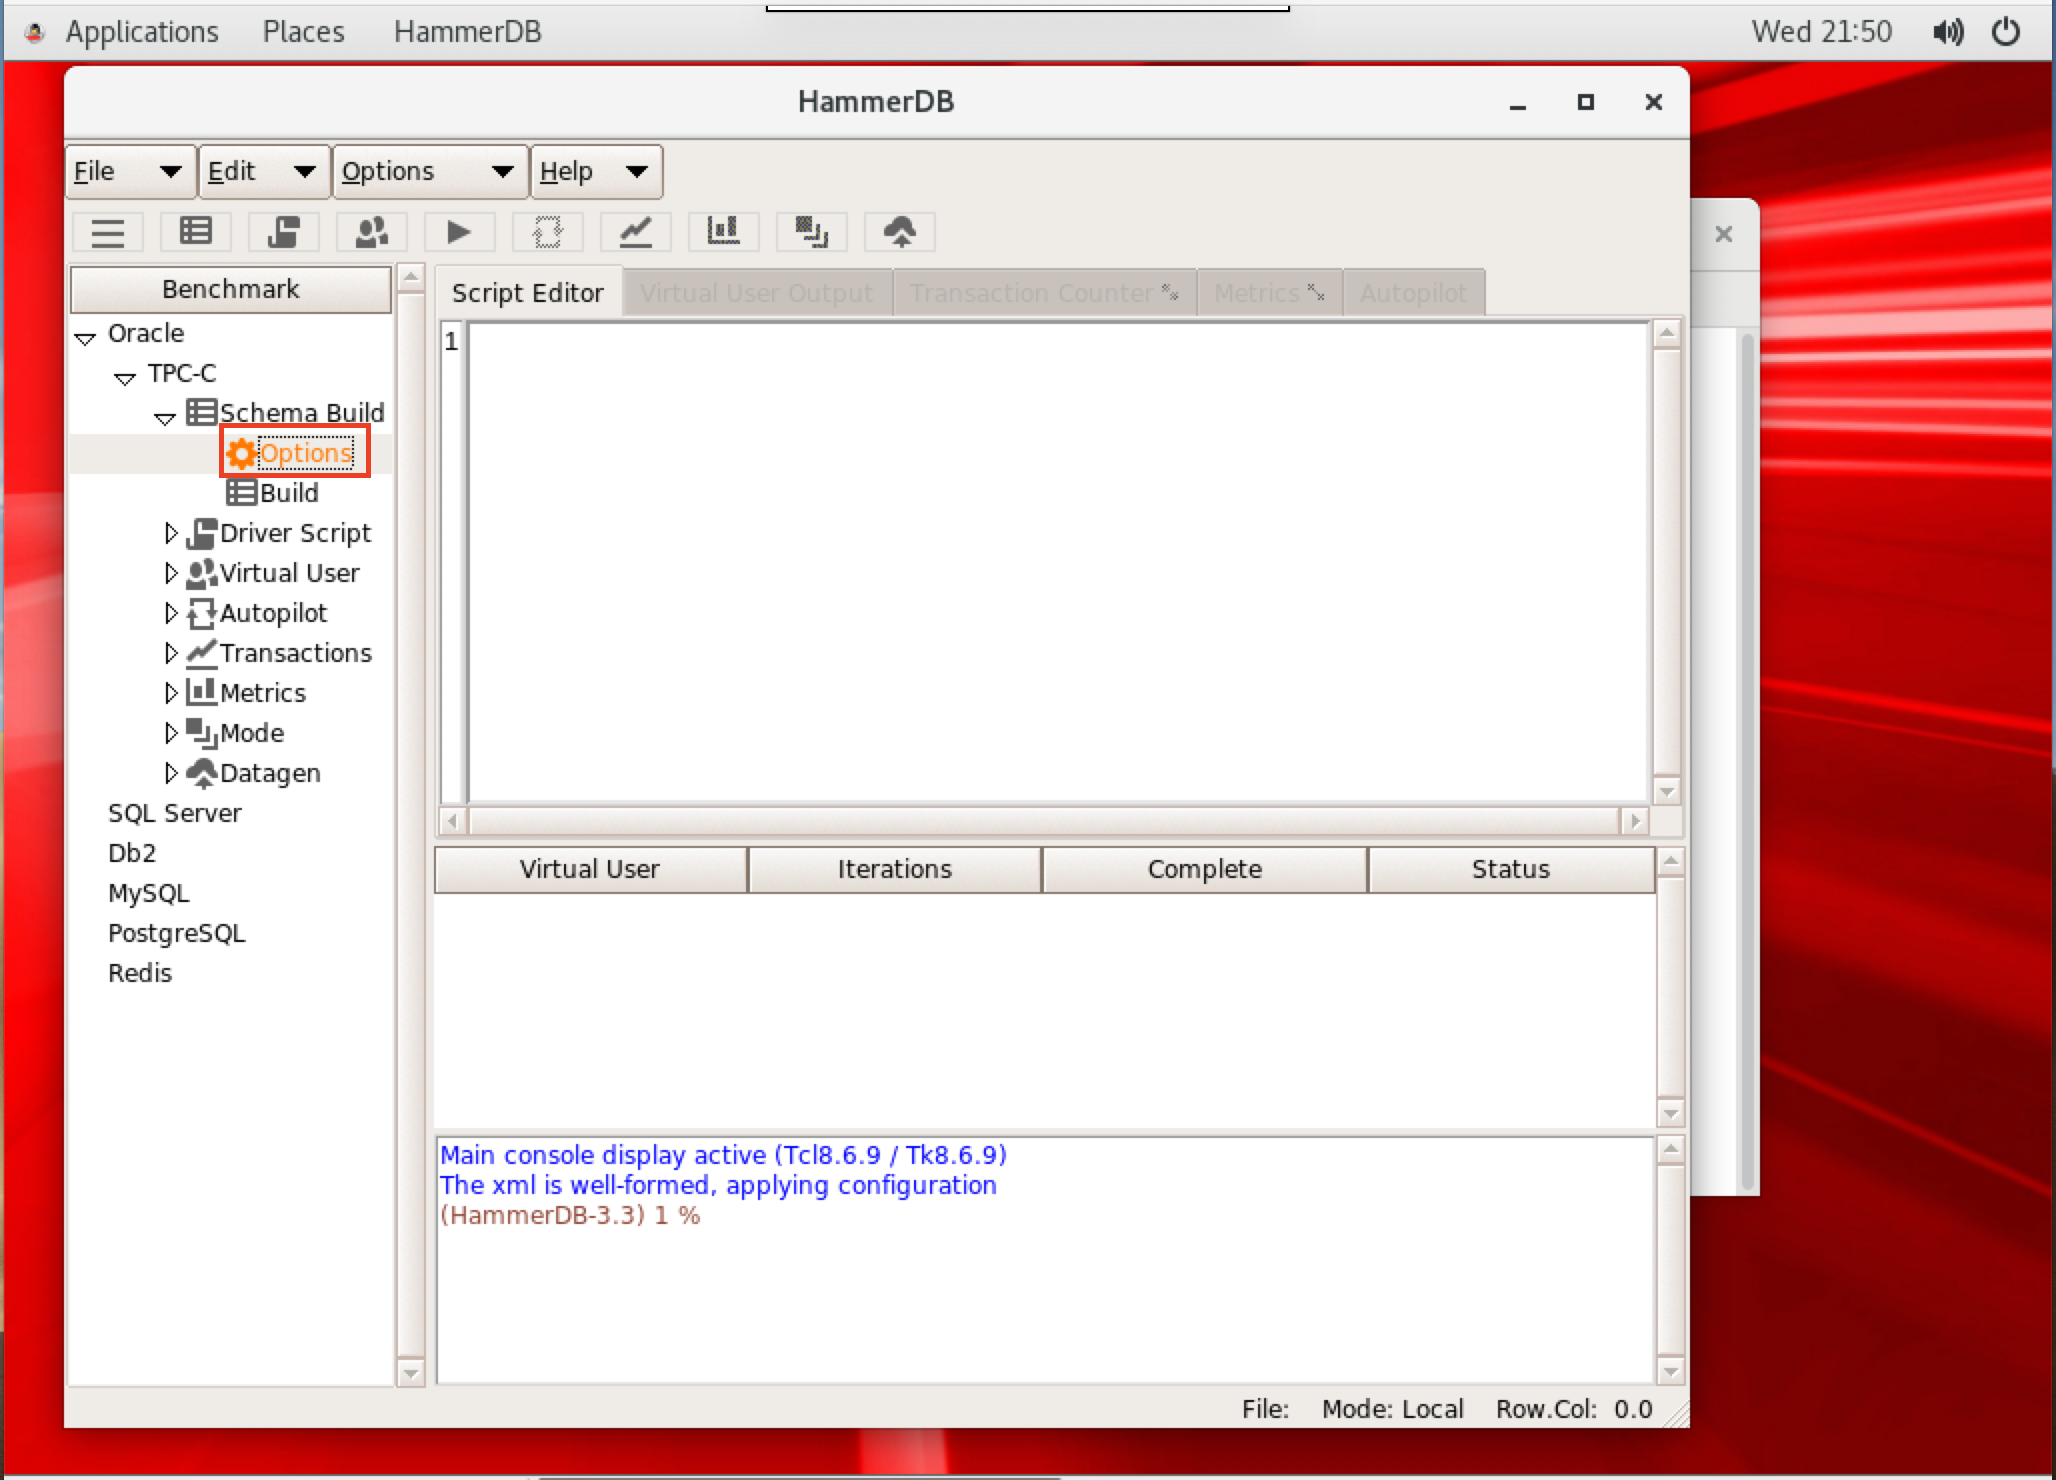 Applications Places HammerDB Wed 21:50
HammerDB
File Edit Options Help
Benchmark
Oracle
TPC-C
Schema Build
Options
Build
Driver Script
Virtual User
Autopilot
Transactions
Metrics
Mode
Datagen
SQL Server
Db2
MySQL
PostgreSQL
Redis
Script Editor Virtual User Output Transaction Counter Metrics Autopilot
1
Virtual User Iterations Complete Status
Main console display active (Tcl8.6.9 / Tk8.6.9)
The xml is well-formed, applying configuration
(HammerDB-3.3) 1 %
File: Mode: Local Row.Col: 0.0